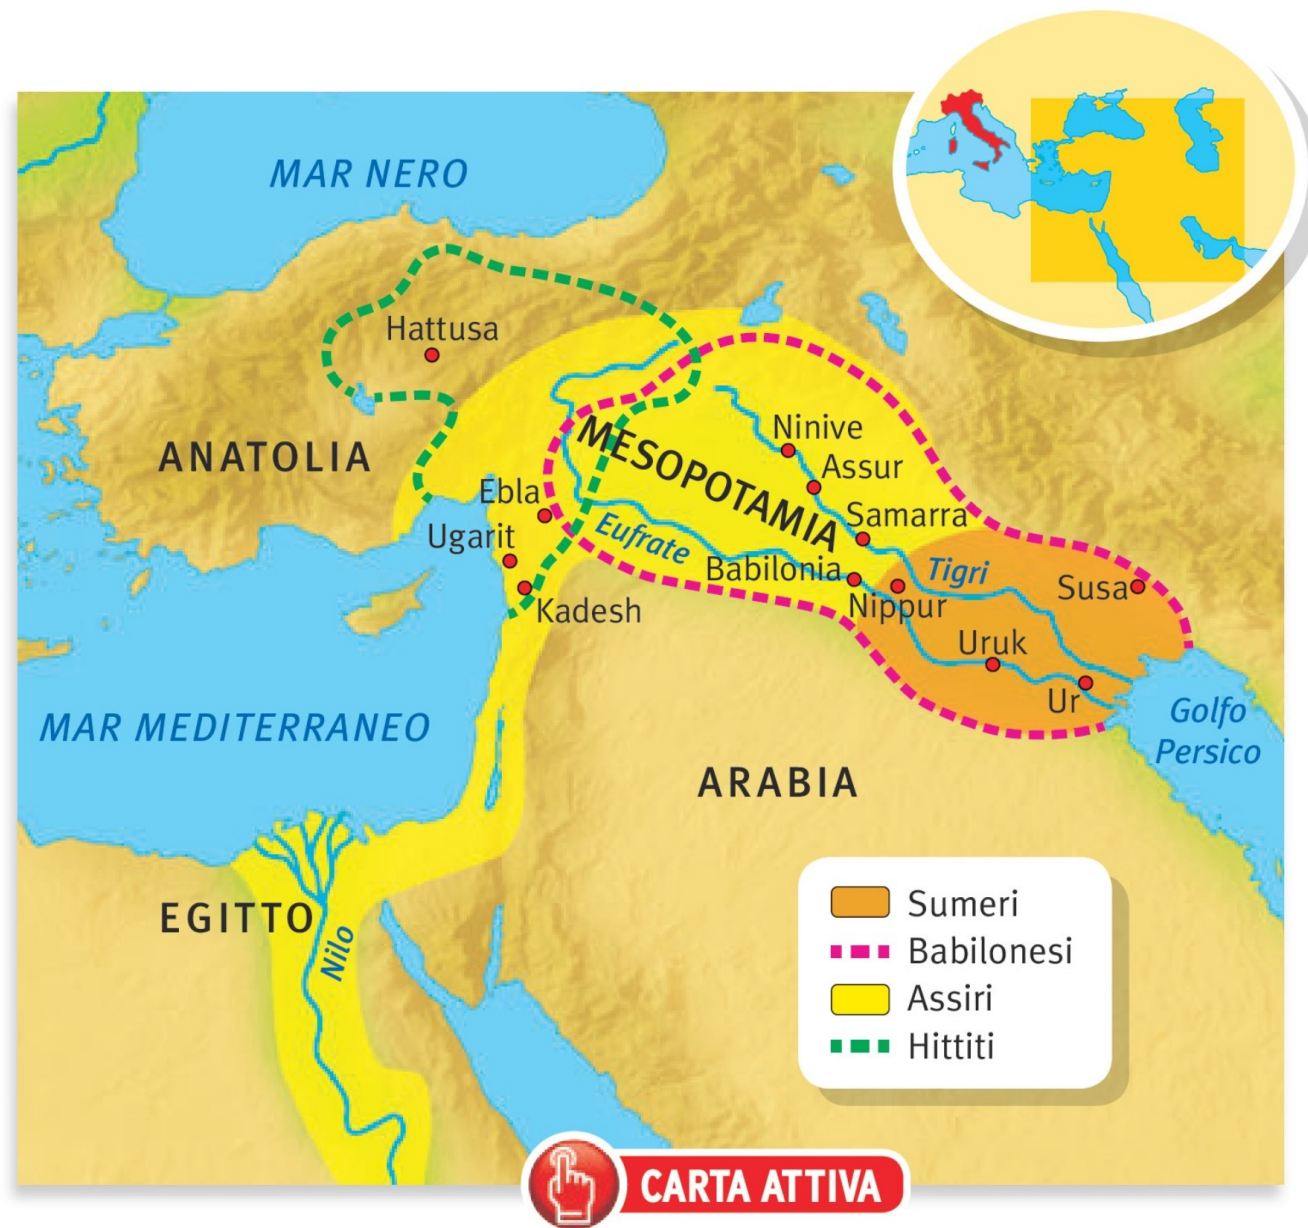 MAR NERO
Hattusa
ANATOLIA
MESOPOTAMIA
Ninive
Assur
Ebla
Samarra
Ugarit
Eufrate
Babilonia
Tigri
Kadesh
Nippur
Susa
Uruk
Ur
MAR MEDITERRANEO
Golfo
Persico
ARABIA
EGITTO
Nilo
Sumeri
Babilonesi
Assiri
Hittiti
CARTA ATTIVA